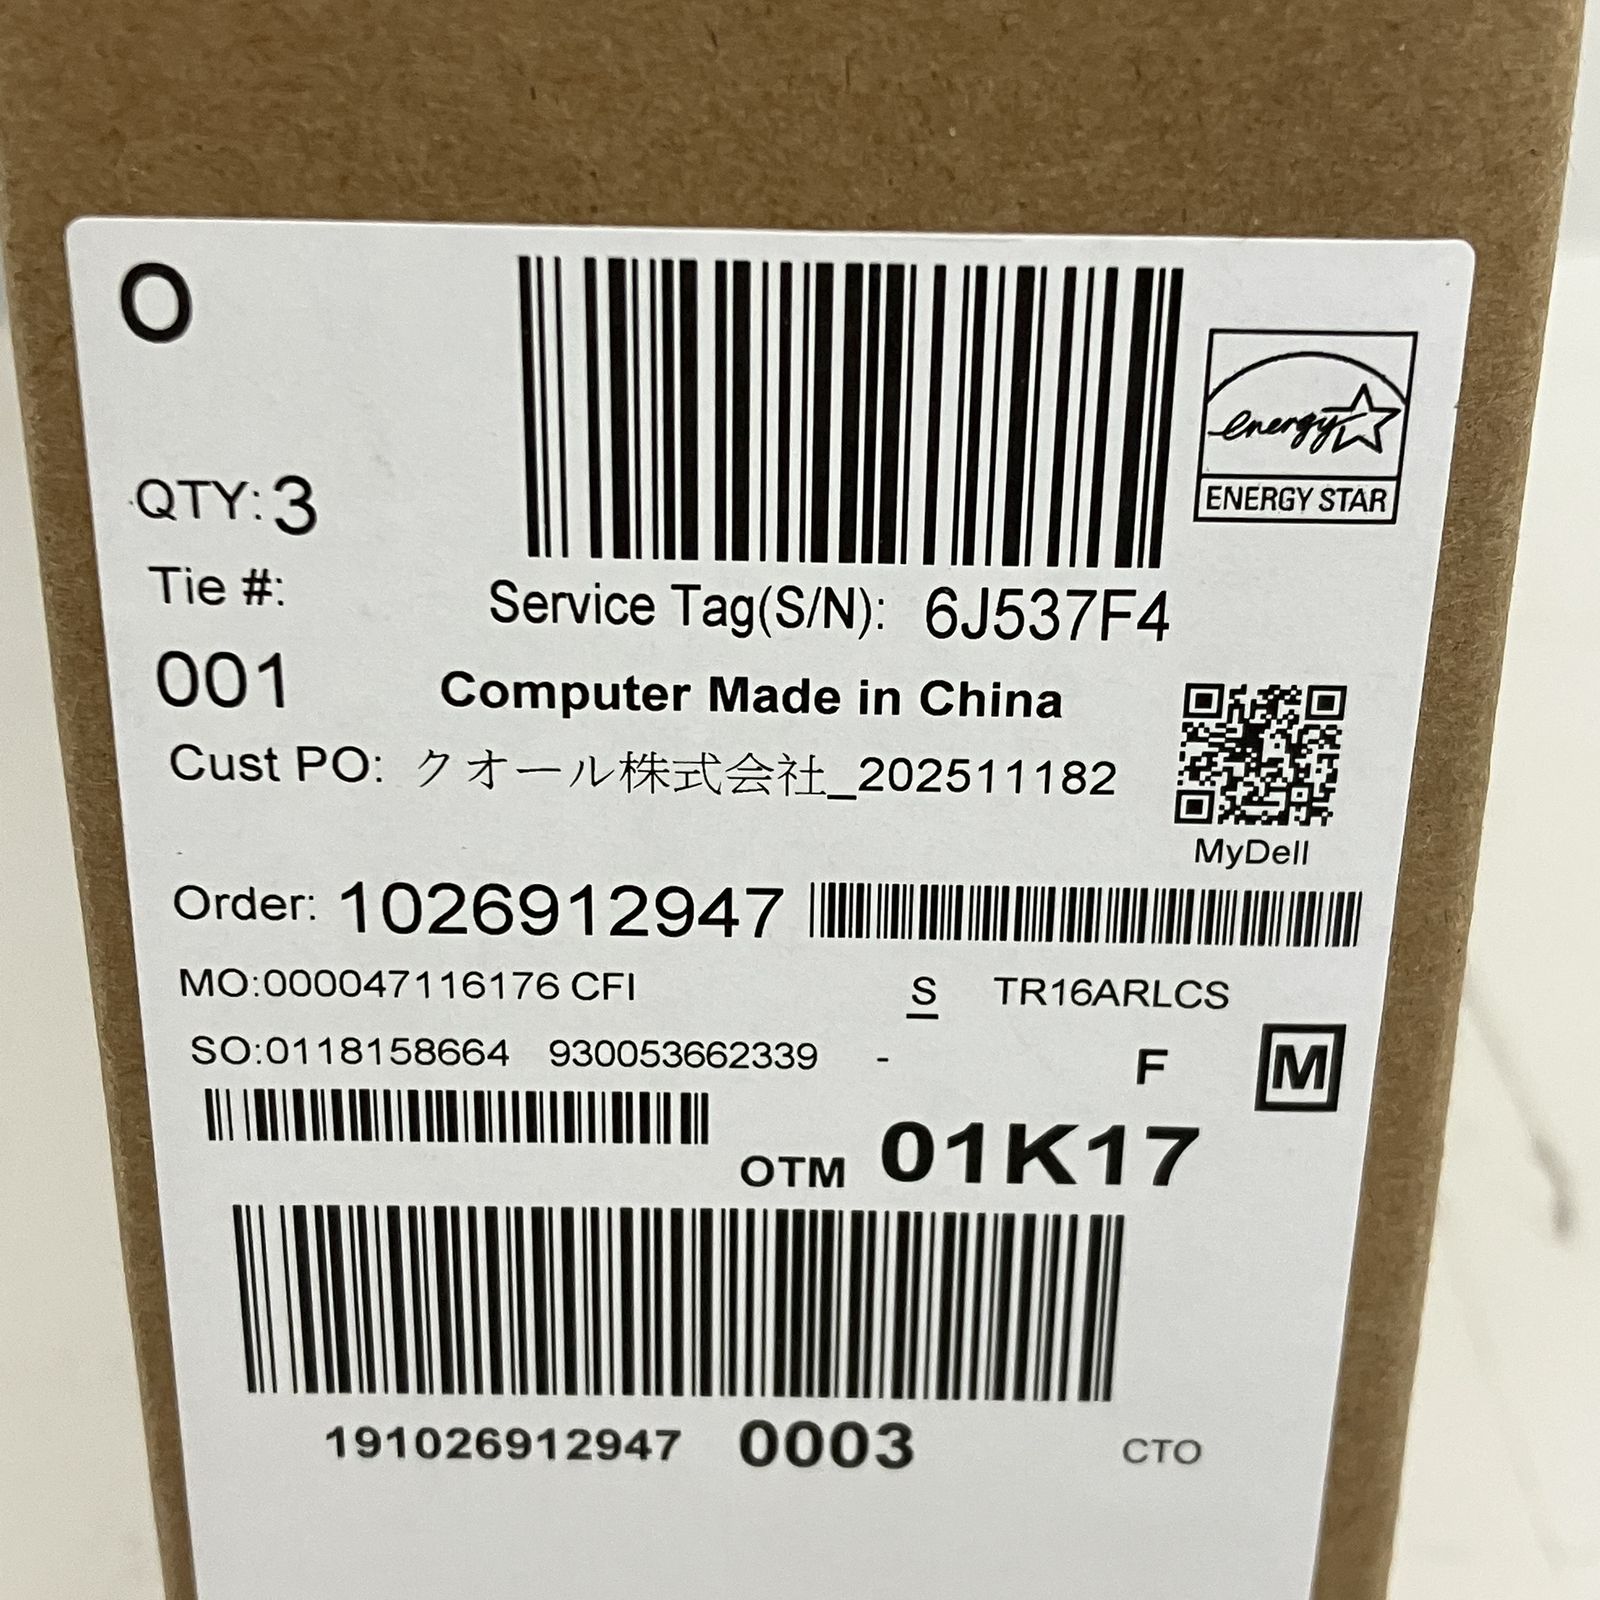 O
energy
ENERGY STAR
QTY: 3
Tie #:
Service Tag(S/N): 6J537F4
001
Computer Made in China
Cust PO: クオール株式会社_202511182
MyDell
Order: 1026912947
MO:000047116176 CFI S TR16ARLCS
SO:0118158664 930053662339 - F M
OTM 01K17
191026912947 0003 CTO